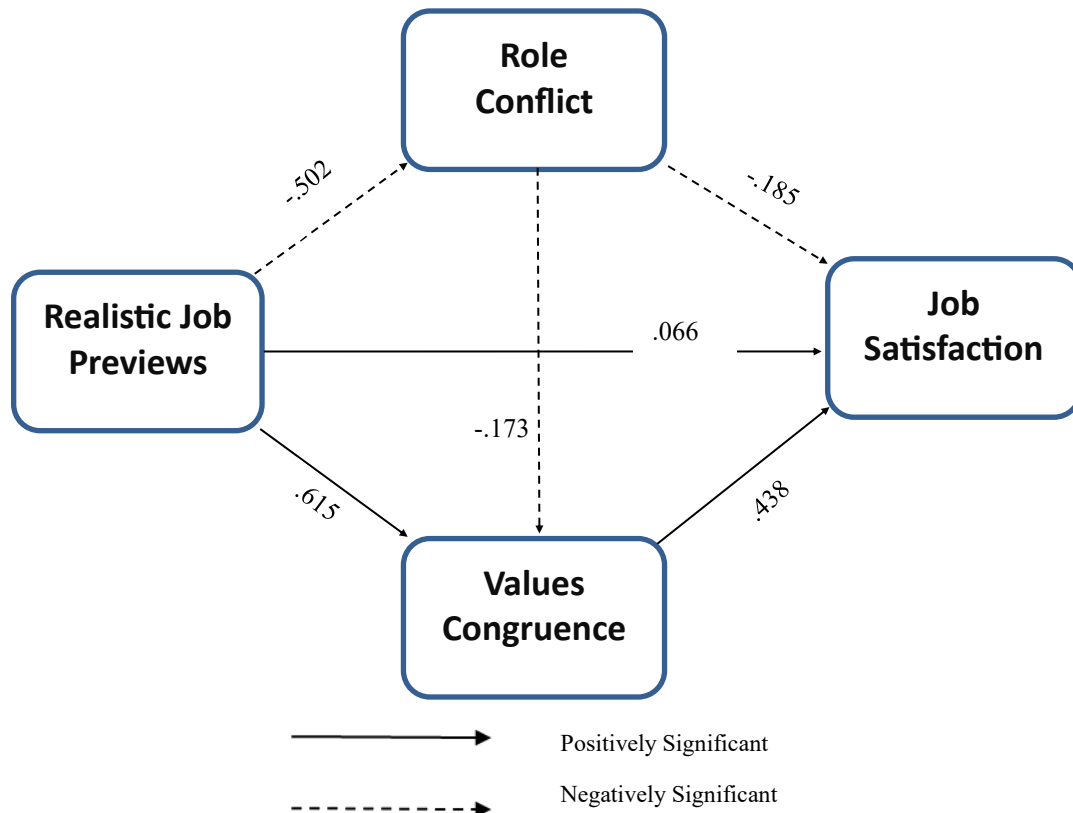 Role
Conflict
-.502
-.185
Realistic Job
Previews
.066
Job
Satisfaction
-.173
.615
.438
Values
Congruence
Positively Significant
Negatively Significant